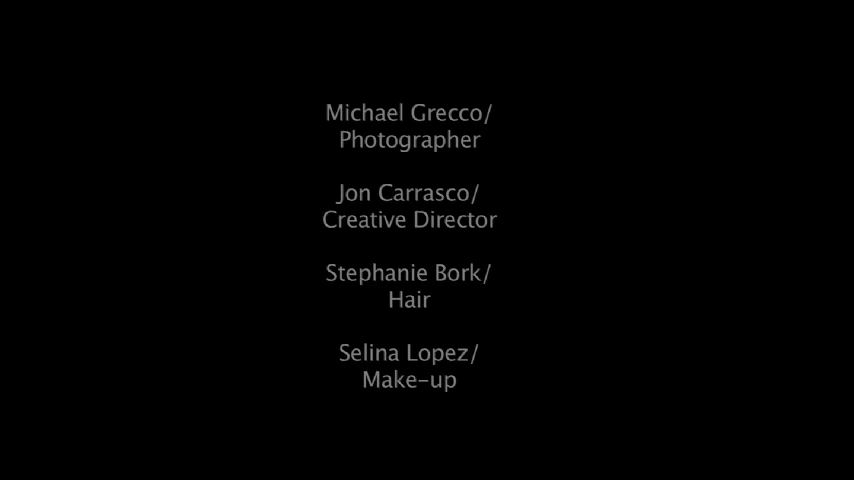 Michael Grecco/
Photographer
Jon Carrasco/
Creative Director
Stephanie Bork/
Hair
Selina Lopez/
Make-up